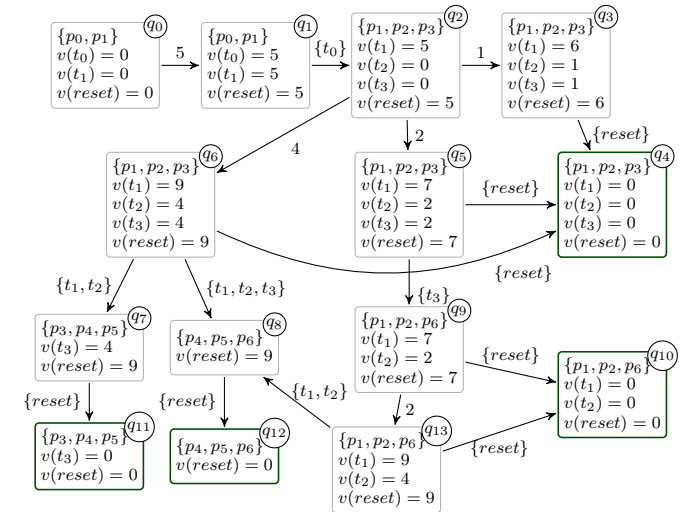 q0
{p0, p1}
v(t0) = 0
v(t1) = 0
v(reset) = 0
5
q1
{p0, p1}
v(t0) = 5
v(t1) = 5
v(reset) = 5
{t0}
q2
{p1, p2, p3}
v(t1) = 5
v(t2) = 0
v(t3) = 0
v(reset) = 5
1
q3
{p1, p2, p3}
v(t1) = 6
v(t2) = 1
v(t3) = 1
v(reset) = 6
4
2
{reset}
q6
{p1, p2, p3}
v(t1) = 9
v(t2) = 4
v(t3) = 4
v(reset) = 9
q5
{p1, p2, p3}
v(t1) = 7
v(t2) = 2
v(t3) = 2
v(reset) = 7
{reset}
q4
{p1, p2, p3}
v(t1) = 0
v(t2) = 0
v(t3) = 0
v(reset) = 0
{reset}
{t1, t2}
{t1, t2, t3}
{t3}
q7
{p3, p4, p5}
v(t3) = 4
v(reset) = 9
q8
{p4, p5, p6}
v(reset) = 9
q9
{p1, p2, p6}
v(t1) = 7
v(t2) = 2
v(reset) = 7
{reset}
q10
{p1, p2, p6}
v(t1) = 0
v(t2) = 0
v(reset) = 0
{reset}
{reset}
{t1, t2}
2
{reset}
q11
{p3, p4, p5}
v(t3) = 0
v(reset) = 0
q12
{p4, p5, p6}
v(reset) = 0
q13
{p1, p2, p6}
v(t1) = 9
v(t2) = 4
v(reset) = 9